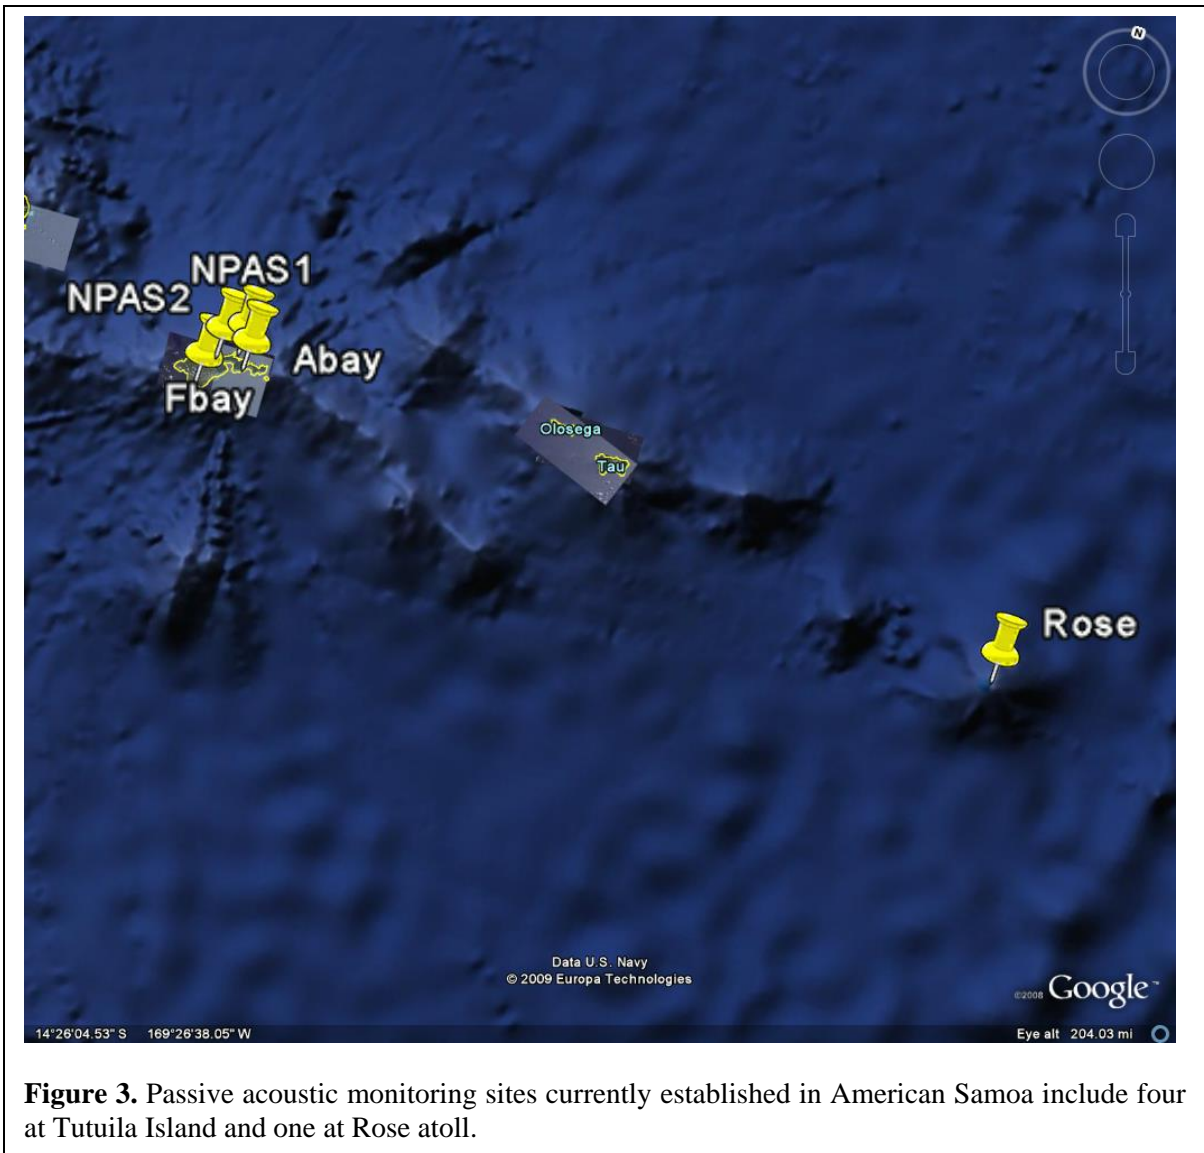 N
NPAS1
NPAS2
Abay
Fbay
Olosega
Tau
Rose
Data U.S. Navy
© 2009 Europa Technologies
©2008 Google™
14°26'04.53" S 169°26'38.05" W
Eye alt 204.03 mi
Figure 3. Passive acoustic monitoring sites currently established in American Samoa include four
at Tutuila Island and one at Rose atoll.